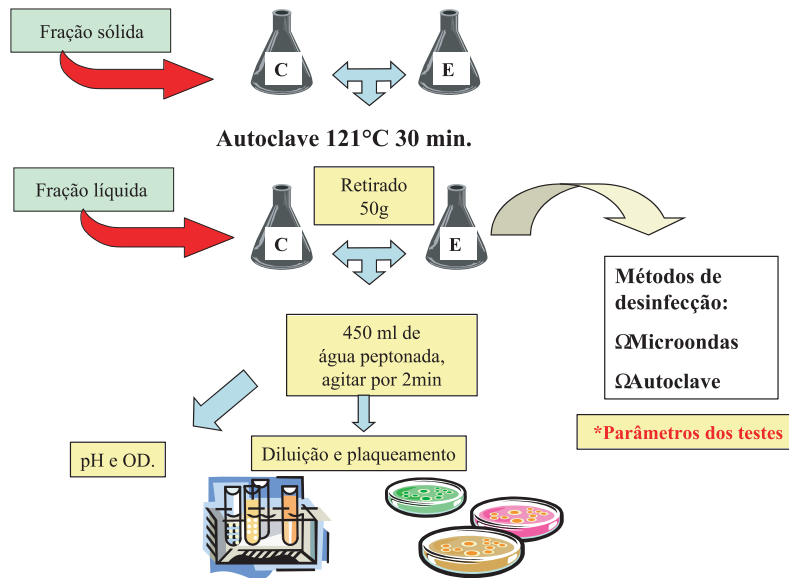 Fração sólida
C
E
Autoclave 121°C 30 min.
Fração líquida
Retirado
50g
C
E
Métodos de
desinfecção:
ΩMicroondas
ΩAutoclave
450 ml de
água peptonada,
agitar por 2min
*Parâmetros dos testes
pH e OD.
Diluição e plaqueamento